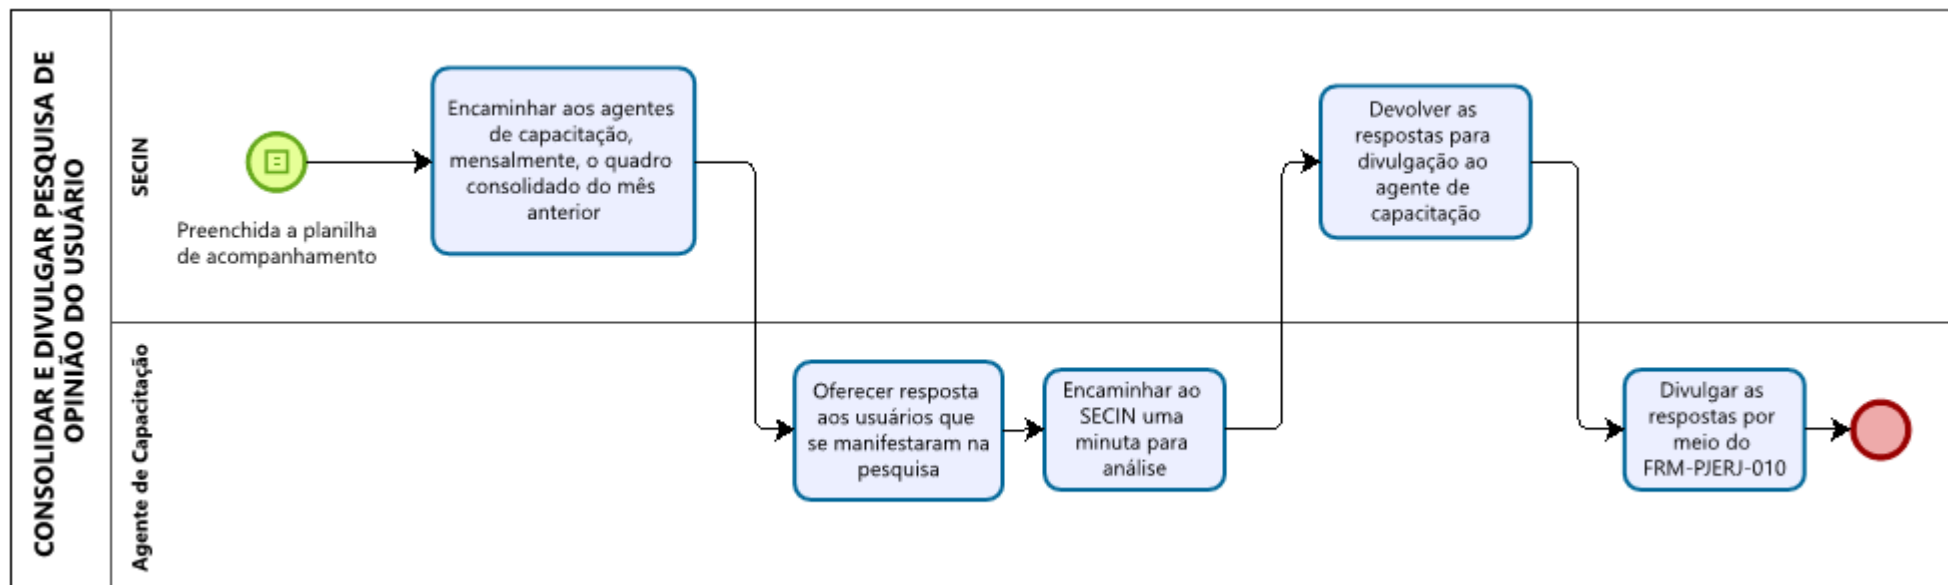 CONSOLIDAR E DIVULGAR PESQUISA DE
OPINIÃO DO USUÁRIO
SECIN
Preenchida a planilha
de acompanhamento
Encaminhar aos agentes
de capacitação,
mensalmente, o quadro
consolidado do mês
anterior
Devolver as
respostas para
divulgação ao
agente de
capacitação
Agente de Capacitação
Oferecer resposta
aos usuários que
se manifestaram na
pesquisa
Encaminhar ao
SECIN uma
minuta para
análise
Divulgar as
respostas por
meio do
FRM-PJERJ-010